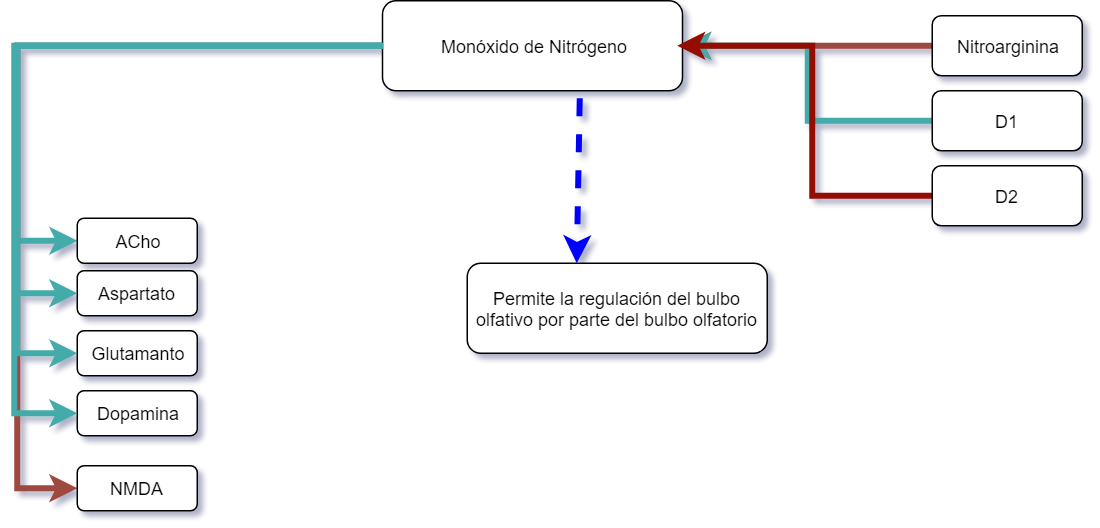 Monóxido de Nitrógeno
Nitroarginina
D1
D2
ACho
Aspartato
Glutamanto
Dopamina
NMDA
Permite la regulación del bulbo
olfativo por parte del bulbo olfatorio